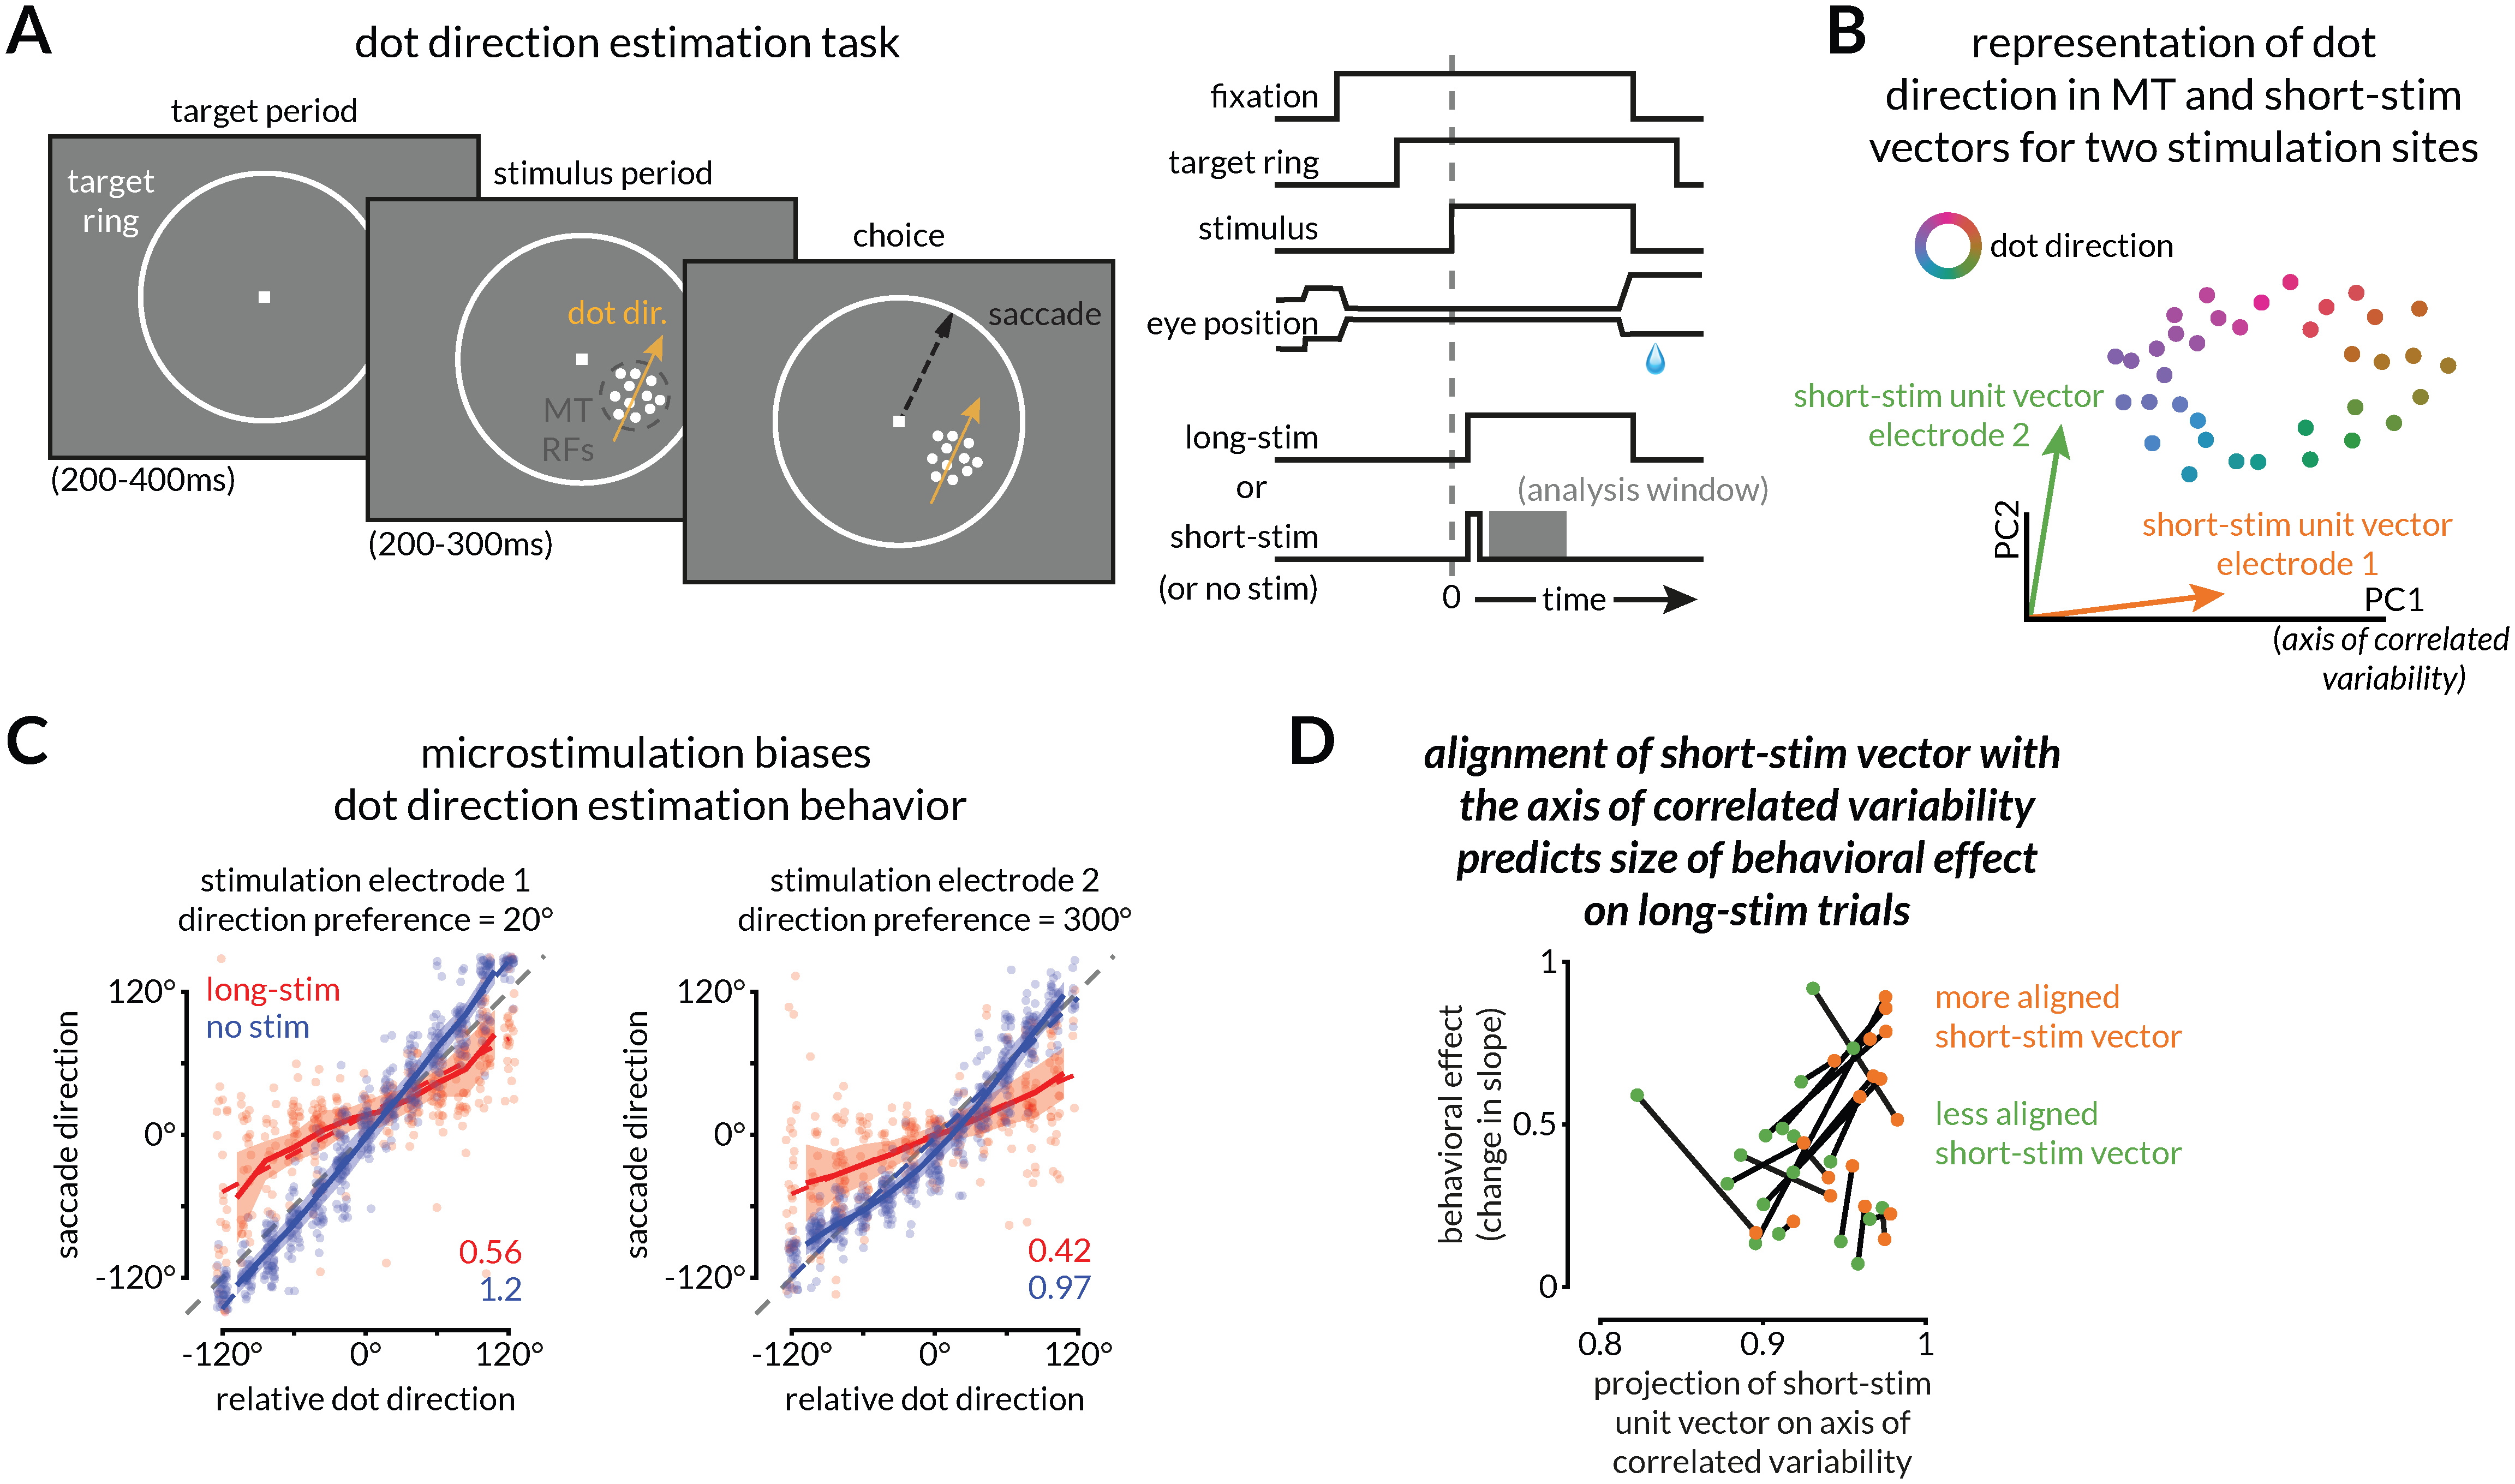 A
dot direction estimation task
target period
target
ring
(200-400ms)
stimulus period
dot dir.
MT
RFs
(200-300ms)
choice
saccade
fixation
target ring
stimulus
eye position
long-stim
or
(analysis window)
short-stim
(or no stim)
0
time
B
representation of dot
direction in MT and short-stim
vectors for two stimulation sites
dot direction
short-stim unit vector
electrode 2
short-stim unit vector
electrode 1
PC2
PC1
(axis of correlated
variability)
C
microstimulation biases
dot direction estimation behavior
stimulation electrode 1
direction preference = 20°
long-stim
no stim
saccade direction
120°
0°
-120°
0.56
1.2
-120°
0°
120°
relative dot direction
stimulation electrode 2
direction preference = 300°
saccade direction
120°
0°
-120°
0.42
0.97
-120°
0°
120°
relative dot direction
D
alignment of short-stim vector with
the axis of correlated variability
predicts size of behavioral effect
on long-stim trials
behavioral effect
(change in slope)
1
0.5
0
more aligned
short-stim vector
less aligned
short-stim vector
0.8
0.9
1
projection of short-stim
unit vector on axis of
correlated variability